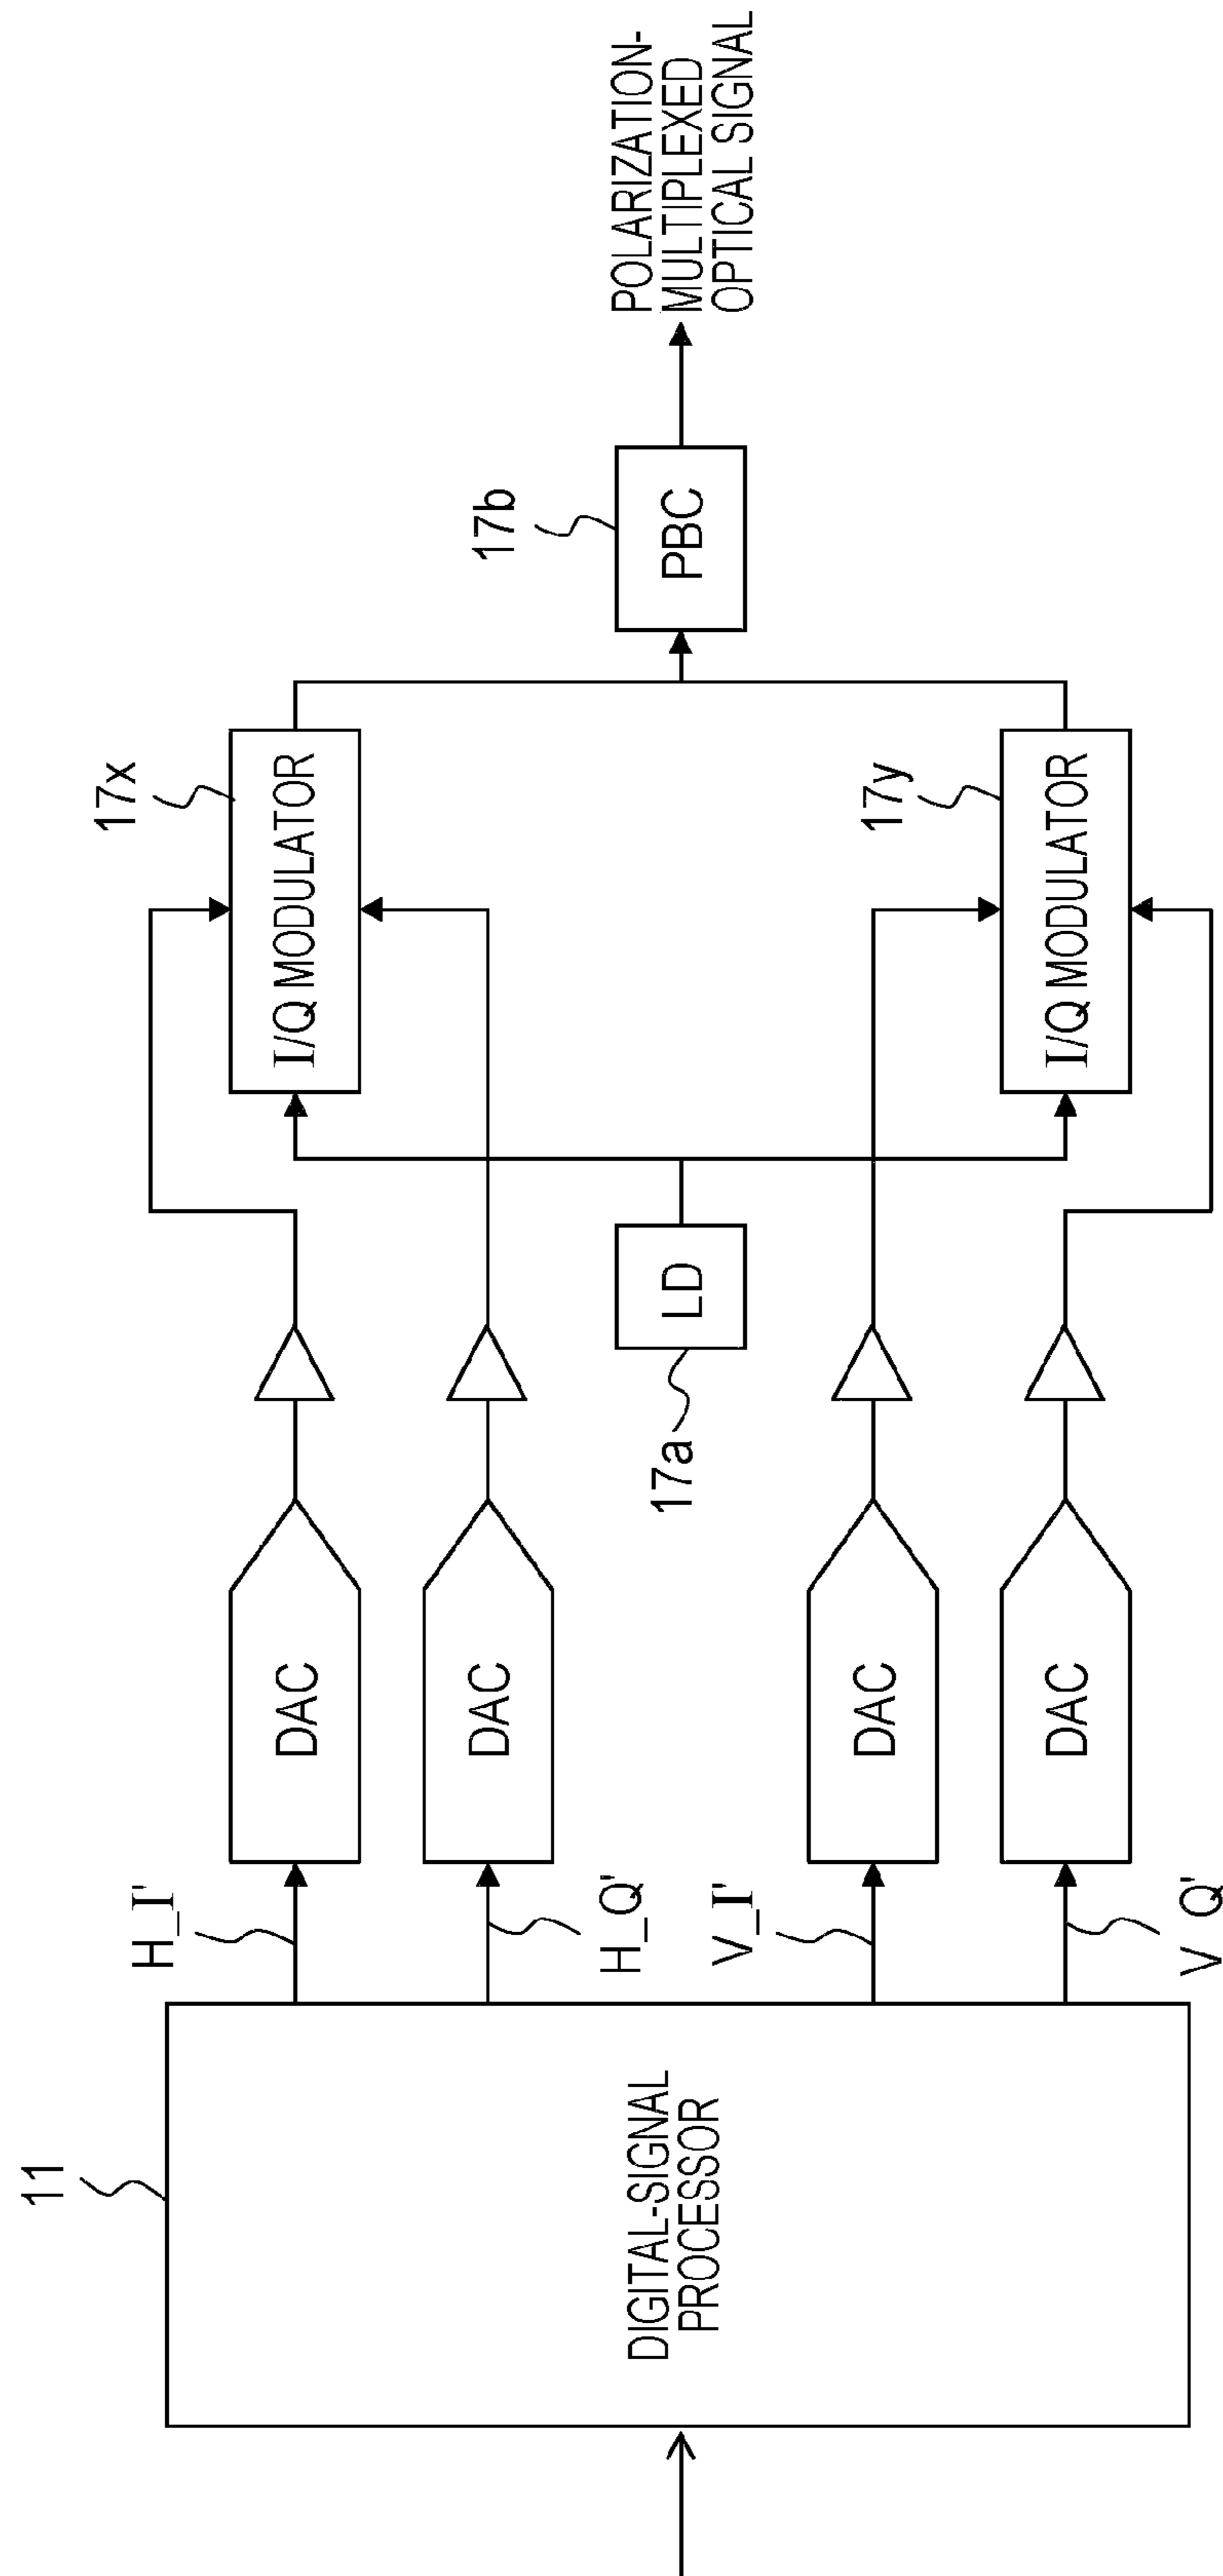 11
DIGITAL-SIGNAL
PROCESSOR
H_I'
H_Q'
V_I'
V_Q'
DAC
DAC
DAC
DAC
17a
LD
17x
I/Q MODULATOR
17y
I/Q MODULATOR
17b
PBC
POLARIZATION-
MULTIPLEXED
OPTICAL SIGNAL